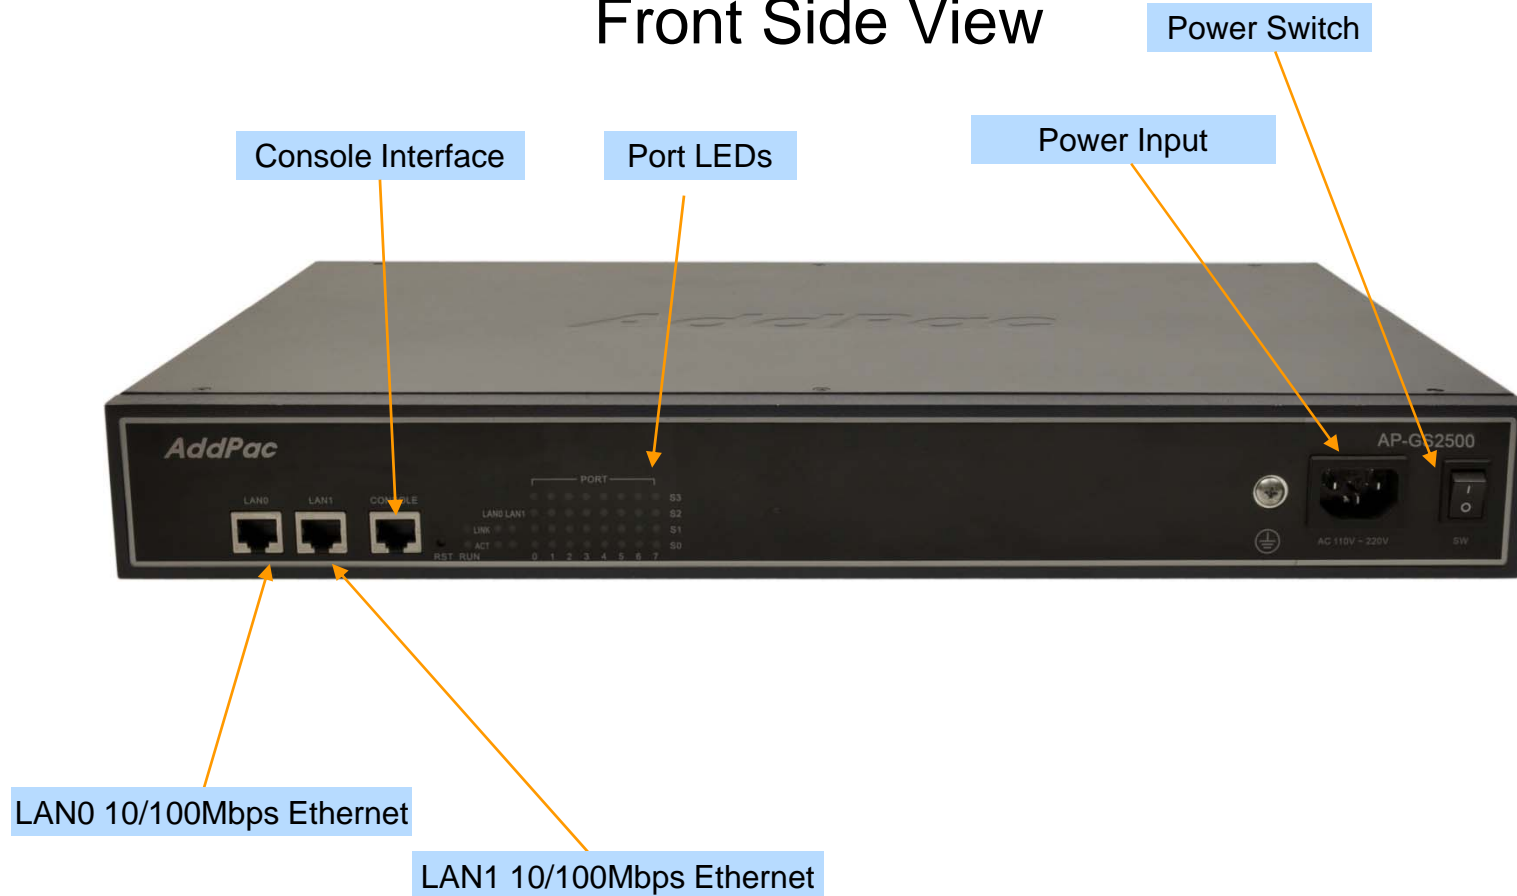 Front Side View
Power Switch
Console Interface
Port LEDs
Power Input
AddPac
AddPac
AP-GS2500
PORT
LAN0 LAN1 CONSOLE
S3
LAN0 LAN1 S2
LINK S1
ACT S0
RST RUN 0 1 2 3 4 5 6 7
AC 110V ~ 220V
SW
I
O
LAN0 10/100Mbps Ethernet
LAN1 10/100Mbps Ethernet